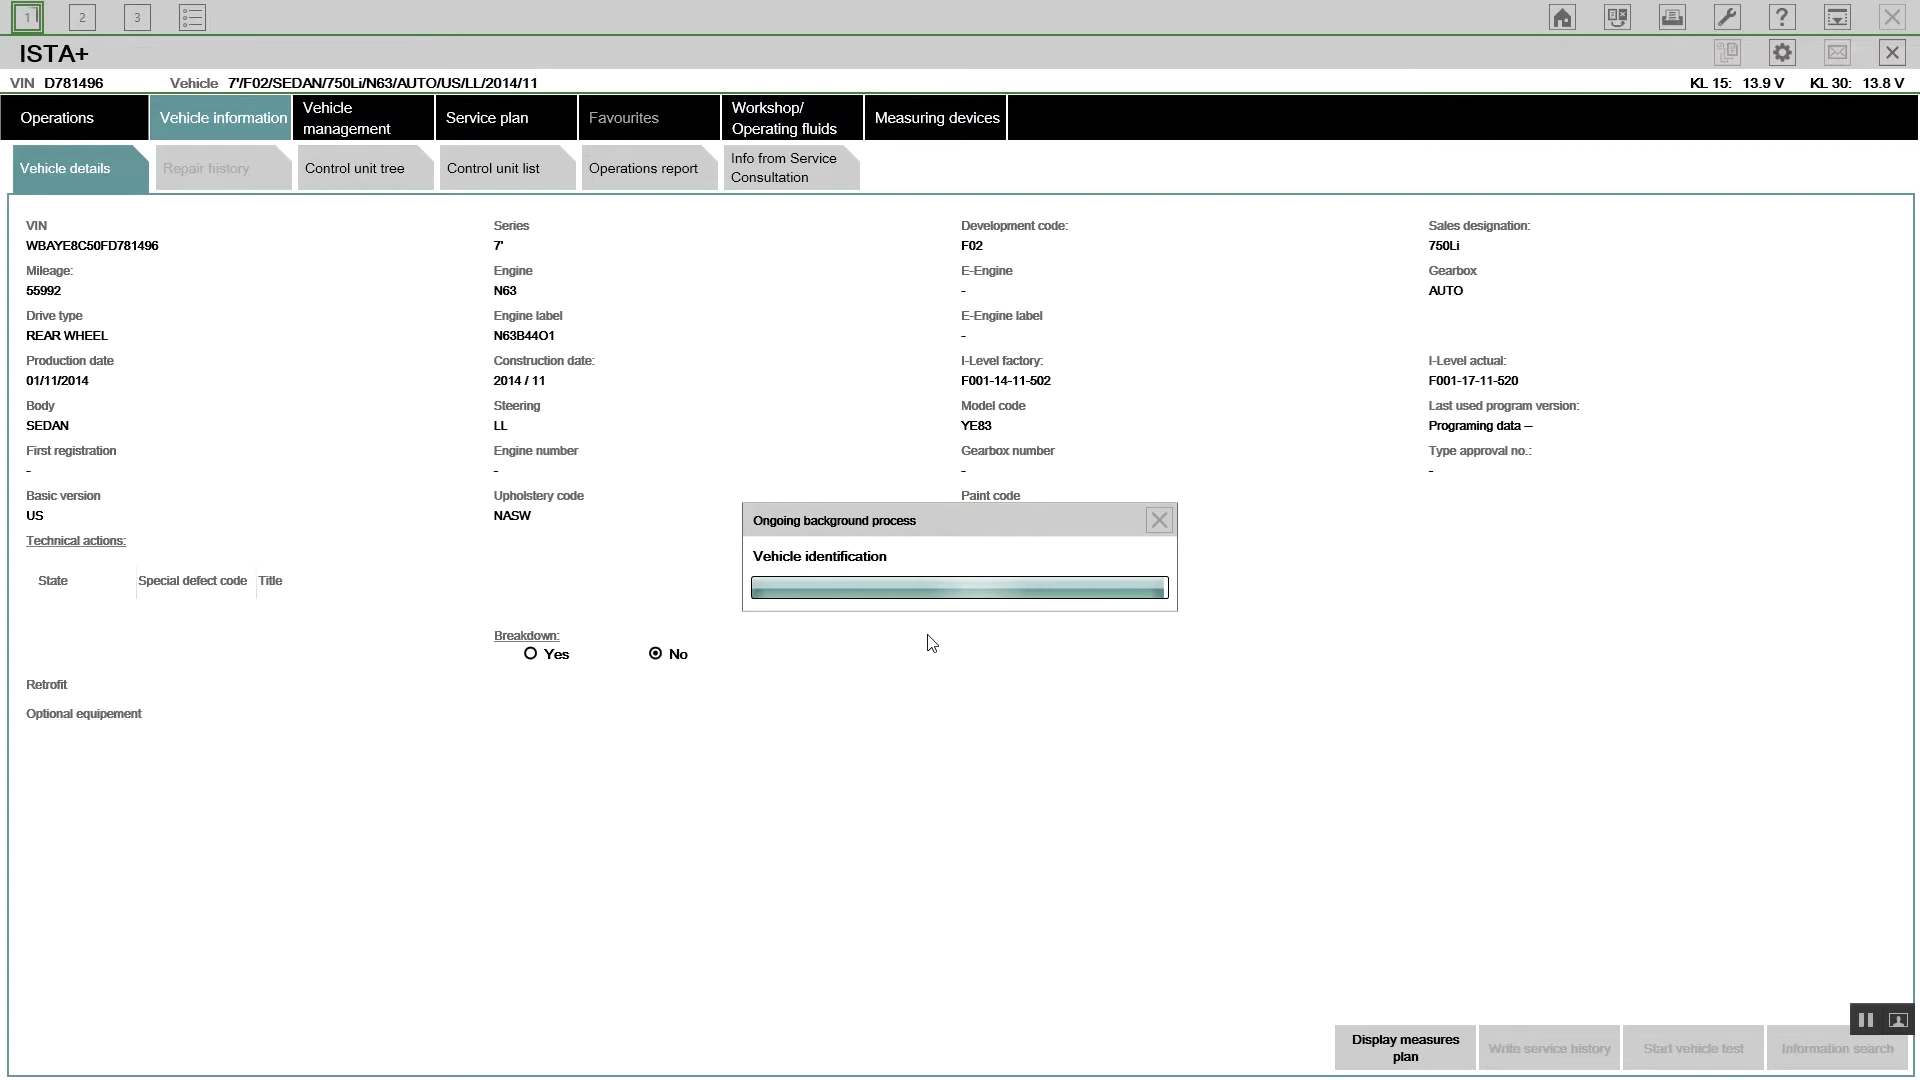 1 2 3
ISTA+
VIN D781496 Vehicle 7'/F02/SEDAN/750Li/N63/AUTO/US/LL/2014/11 KL 15: 13.9 V KL 30: 13.8 V
Operations
Vehicle information
Vehicle
management
Service plan
Favourites
Workshop/
Operating fluids
Measuring devices
Vehicle details
Repair history
Control unit tree
Control unit list
Operations report
Info from Service
Consultation
VIN Series Development code: Sales designation:
WBAYE8C50FD781496 7' F02 750Li
Mileage: Engine E-Engine Gearbox
55992 N63 - AUTO
Drive type Engine label E-Engine label
REAR WHEEL N63B44O1 -
Production date Construction date: I-Level factory: I-Level actual:
01/11/2014 2014 / 11 F001-14-11-502 F001-17-11-520
Body Steering Model code Last used program version:
SEDAN LL YE83 Programing data --
First registration Engine number Gearbox number Type approval no.:
- - - -
Basic version Upholstery code Paint code
US NASW
Technical actions:
State Special defect code Title
Ongoing background process
Vehicle identification
Breakdown:
Yes No
Retrofit
Optional equipement
Display measures
plan
Write service history
Start vehicle test
Information search